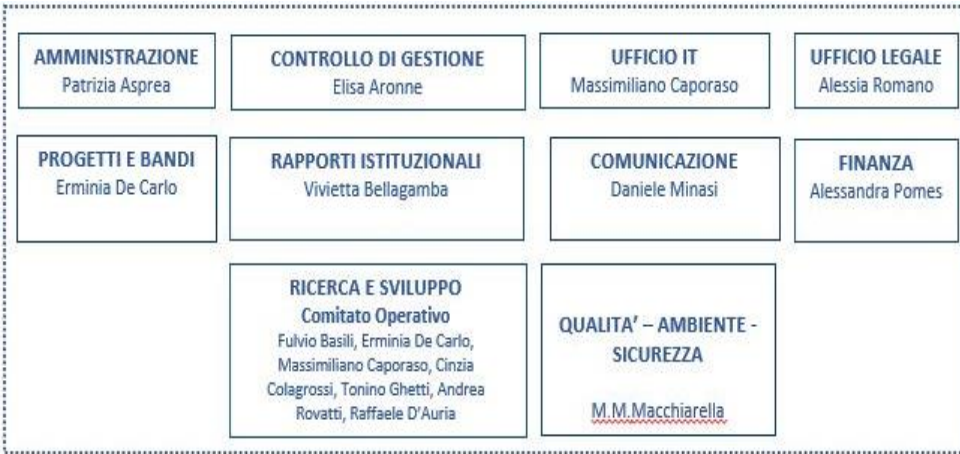 AMMINISTRAZIONE
Patrizia Asprea
CONTROLLO DI GESTIONE
Elisa Aronne
UFFICIO IT
Massimiliano Caporaso
UFFICIO LEGALE
Alessia Romano
PROGETTI E BANDI
Erminia De Carlo
RAPPORTI ISTITUZIONALI
Vivietta Bellagamba
COMUNICAZIONE
Daniele Minasi
FINANZA
Alessandra Pomes
RICERCA E SVILUPPO
Comitato Operativo
Fulvio Basili, Erminia De Carlo,
Massimiliano Caporaso, Cinzia
Colagrossi, Tonino Ghetti, Andrea
Rovatti, Raffaele D'Auria
QUALITA' – AMBIENTE -
SICUREZZA
M.M.Macchiarella